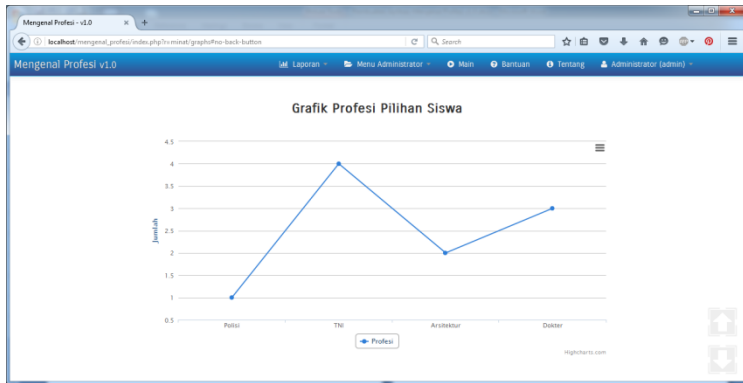 Mengenal Profesi - v1.0
localhost/mengenal_profesi/index.php?r=minat/graph#no-back-button
Search
Mengenal Profesi v1.0 Laporan Menu Administrator Main Bantuan Tentang Administrator (admin)
Grafik Profesi Pilihan Siswa
4.5
4
3.5
3
2.5
2
1.5
1
0.5
Jumlah
Polisi TNI Arsitektur Dokter
Profesi
Highcharts.com